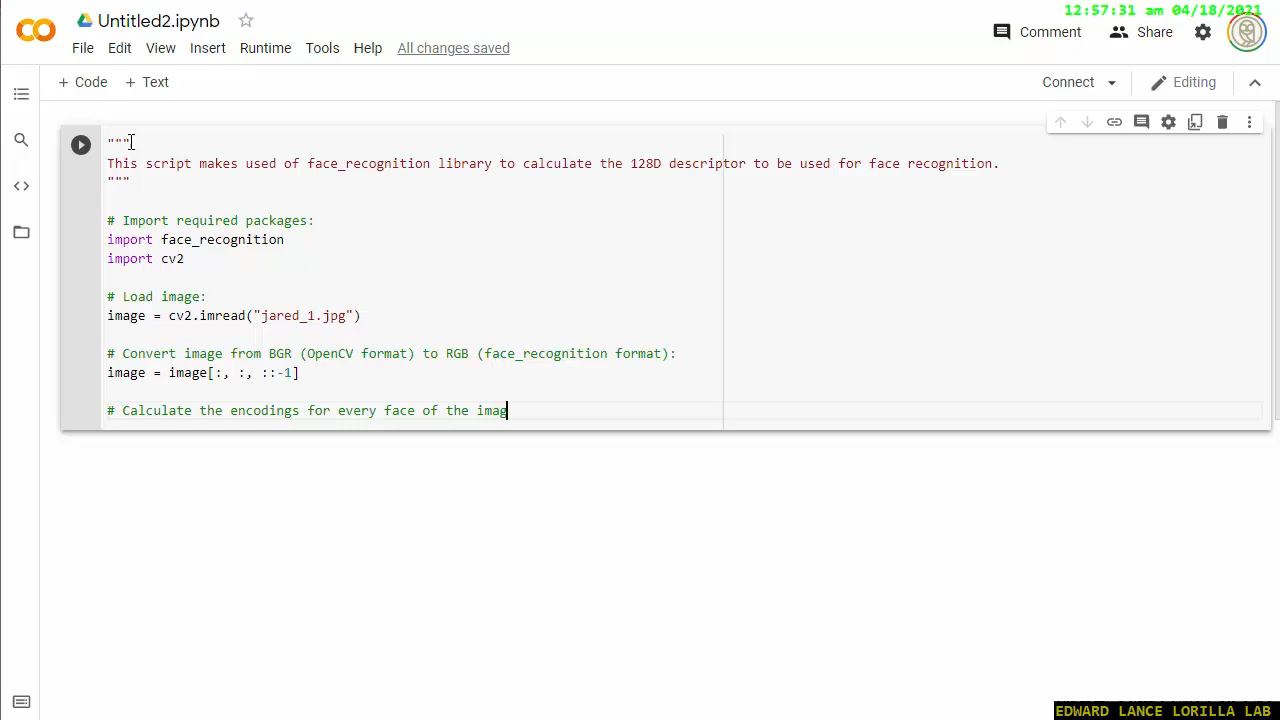 12:57:31 am 04/18/2021
Untitled2.ipynb
File Edit View Insert Runtime Tools Help All changes saved
Comment Share
+ Code + Text
Connect Editing
"""
This script makes used of face_recognition library to calculate the 128D descriptor to be used for face recognition.
"""
# Import required packages:
import face_recognition
import cv2
# Load image:
image = cv2.imread("jared_1.jpg")
# Convert image from BGR (OpenCV format) to RGB (face_recognition format):
image = image[:, :, ::-1]
# Calculate the encodings for every face of the imag
EDWARD LANCE LORILLA LAB